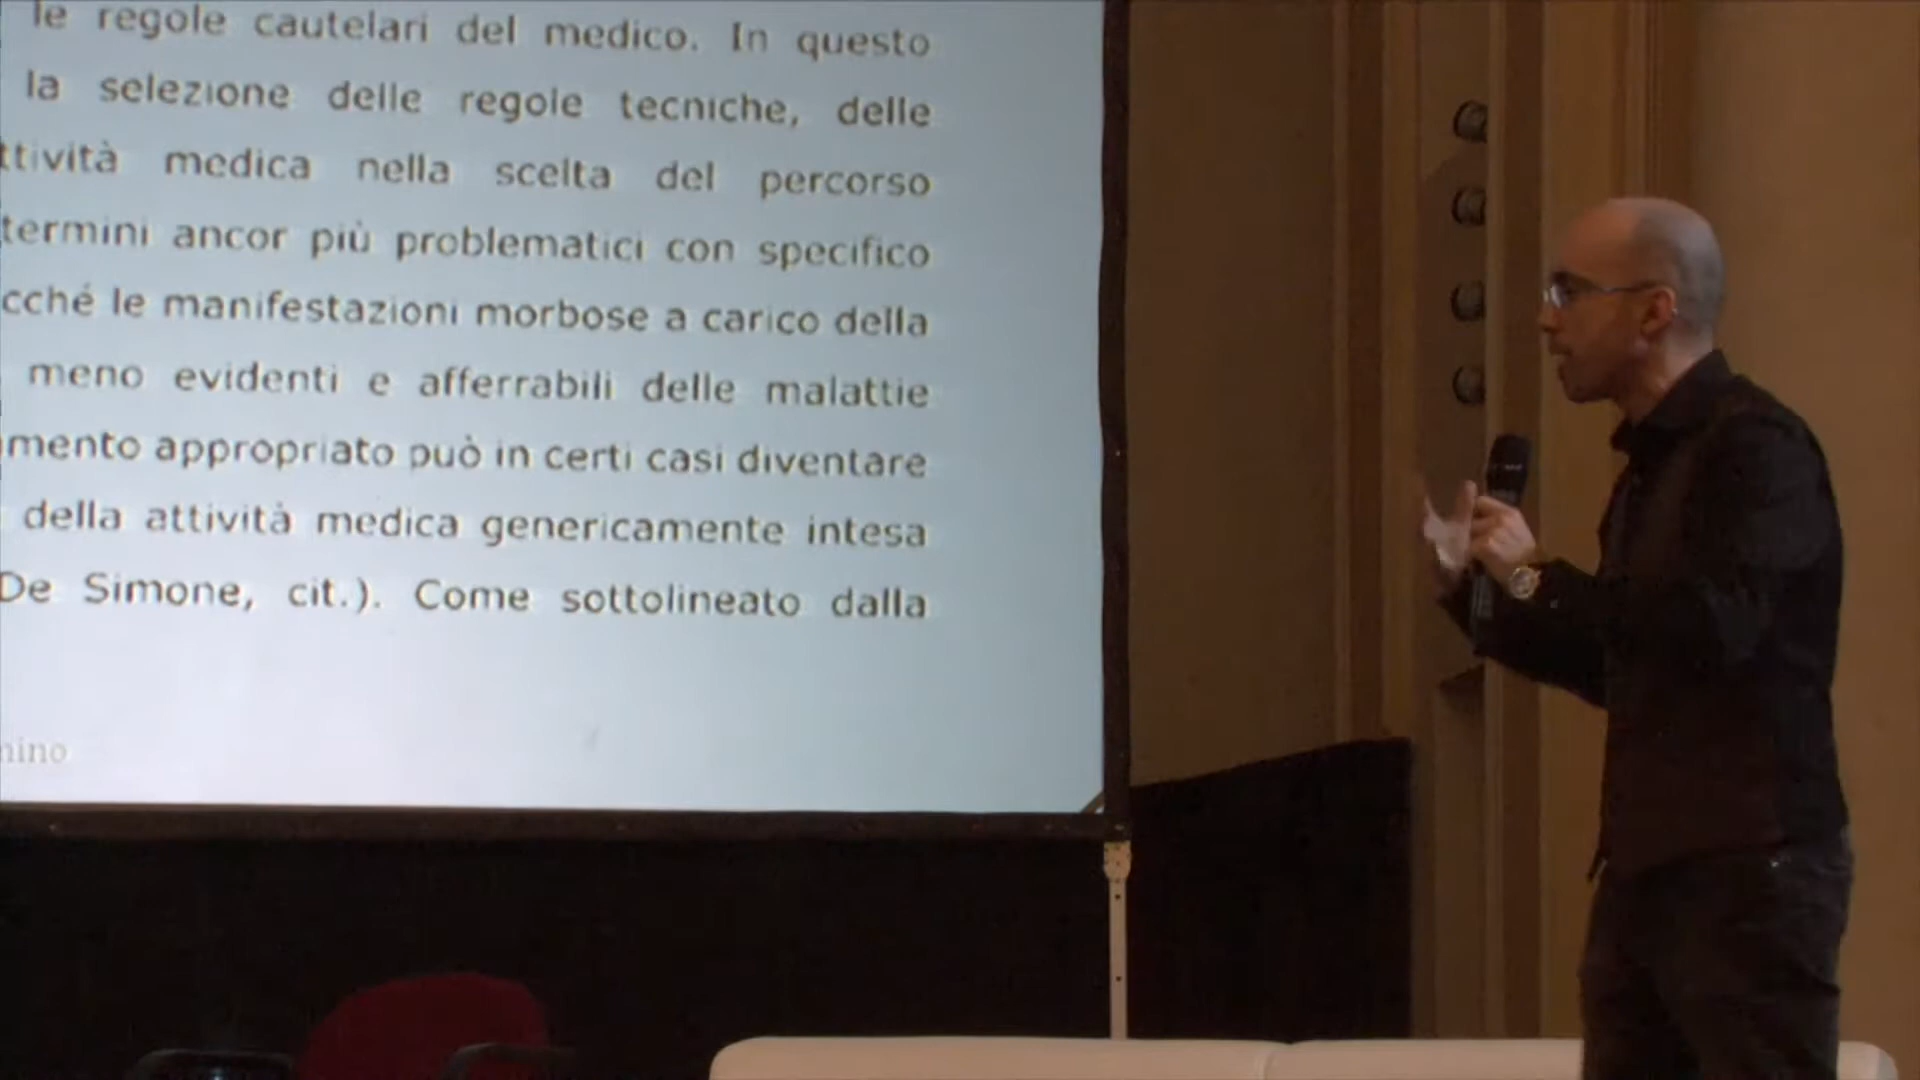 le regole cautelari del medico. In questo
la selezione delle regole tecniche, delle
ttività medica nella scelta del percorso
termini ancor più problematici con specifico
cché le manifestazioni morbose a carico della
meno evidenti e afferrabili delle malattie
mento appropriato può in certi casi diventare
della attività medica genericamente intesa
De Simone, cit.). Come sottolineato dalla
nino